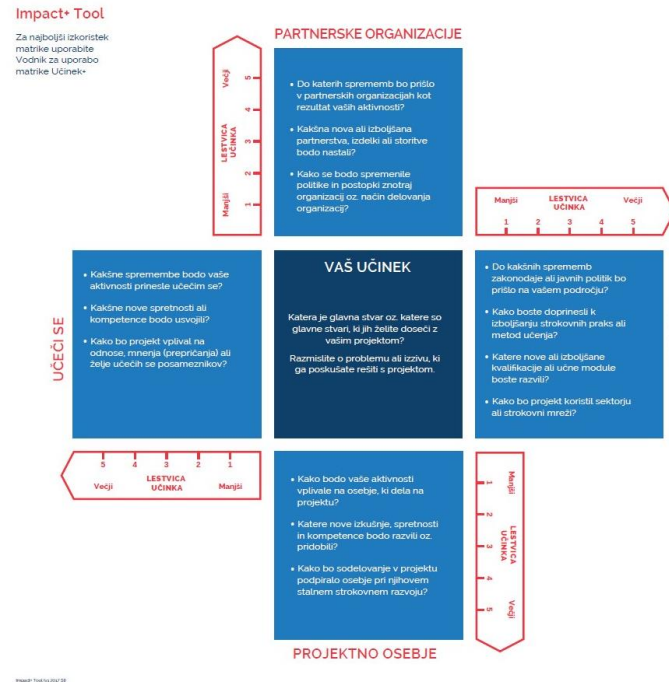 Impact+ Tool
Za najboljši izkoristek
matrike uporabite
Vodnik za uporabo
matrike Učinek+
PARTNERSKE ORGANIZACIJE
Večji
LESTVICA
UČINKA
Manjši
5
4
3
2
1
• Do katerih sprememb bo prišlo
v partnerskih organizacijah kot
rezultat vaših aktivnosti?
• Kakšna nova ali izboljšana
partnerstva, izdelki ali storitve
bodo nastali?
• Kako se bodo spremenile
politike in postopki znotraj
organizacij oz. način delovanja
organizacij?
Manjši
LESTVICA
UČINKA
Večji
1 2 3 4 5
UČEČI SE
• Kakšne spremembe bodo vaše
aktivnosti prinesle učečim se?
• Kakšne nove spretnosti ali
kompetence bodo usvojili?
• Kako bo projekt vplival na
odnose, mnenja (prepričanja) ali
želje učečih se posameznikov?
VAŠ UČINEK
Katera je glavna stvar oz. katere so
glavne stvari, ki jih želite doseči z
vašim projektom?
Razmislite o problemu ali izzivu, ki
ga poskušate rešiti s projektom.
• Do kakšnih sprememb
zakonodaje ali javnih politik bo
prišlo na vašem področju?
• Kako boste doprinesli k
izboljšanju strokovnih praks ali
metod učenja?
• Katere nove ali izboljšane
kvalifikacije ali učne module
boste razvili?
• Kako bo projekt koristil sektorju
ali strokovni mreži?
5 4 3 2 1
Večji
LESTVICA
UČINKA
Manjši
• Kako bodo vaše aktivnosti
vplivale na osebje, ki dela na
projektu?
• Katere nove izkušnje, spretnosti
in kompetence bodo razvili oz.
pridobili?
• Kako bo sodelovanje v projektu
podpiralo osebje pri njihovem
stalnem strokovnem razvoju?
Manjši
LESTVICA
UČINKA
Večji
1
2
3
4
5
PROJEKTNO OSEBJE
Impact+ Tool